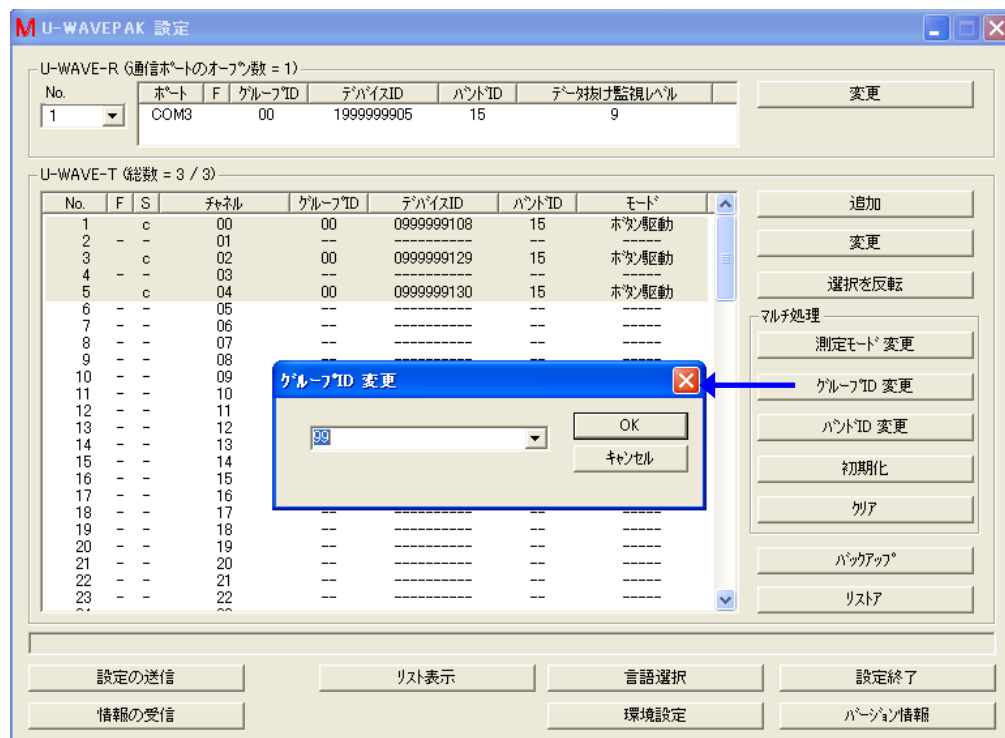 U-WAVEPAK 設定
U-WAVE-R (通信ﾎﾟｰﾄのｵｰﾌﾟﾝ数 = 1)
No. ﾎﾟｰﾄ F ｸﾞﾙｰﾌﾟID ﾃﾞﾊﾞｲｽID ﾊﾞﾝﾄﾞID ﾃﾞｰﾀ抜け監視ﾚﾍﾞﾙ 変更
1 COM3 00 1999999905 15 9
U-WAVE-T (総数 = 3 / 3)
No. F S ﾁｬﾈﾙ ｸﾞﾙｰﾌﾟID ﾃﾞﾊﾞｲｽID ﾊﾞﾝﾄﾞID ﾓｰﾄﾞ
1 c 00 00 0999999108 15 ﾎﾞﾀﾝ駆動
2 - - 01 -- ---------- -- -----
3 c 02 00 0999999129 15 ﾎﾞﾀﾝ駆動
4 - - 03 -- ---------- -- -----
5 c 04 00 0999999130 15 ﾎﾞﾀﾝ駆動
6 - - 05 -- ---------- -- -----
7 - - 06 -- ---------- -- -----
8 - - 07 -- ---------- -- -----
9 - - 08 -- ---------- -- -----
10 - - 09
11 - - 10
12 - - 11
13 - - 12
14 - - 13
15 - - 14
16 - - 15
17 - - 16
18 - - 17 -- ---------- -- -----
19 - - 18 -- ---------- -- -----
20 - - 19 -- ---------- -- -----
21 - - 20 -- ---------- -- -----
22 - - 21 -- ---------- -- -----
23 - - 22 -- ---------- -- -----
追加
変更
選択を反転
ﾏﾙﾁ処理
測定ﾓｰﾄﾞ変更
ｸﾞﾙｰﾌﾟID 変更
ﾊﾞﾝﾄﾞID 変更
初期化
ｸﾘｱ
ﾊﾞｯｸｱｯﾌﾟ
ﾘｽﾄｱ
ｸﾞﾙｰﾌﾟID 変更
99
OK
ｷｬﾝｾﾙ
設定の送信 ﾘｽﾄ表示 言語選択 設定終了
情報の受信 環境設定 ﾊﾞｰｼﾞｮﾝ情報